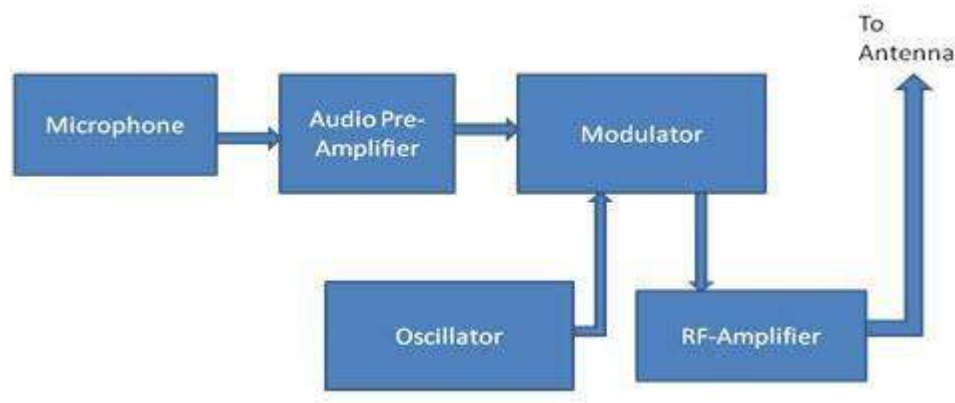 To
Antenna
Microphone
Audio Pre-
Amplifier
Modulator
Oscillator
RF-Amplifier